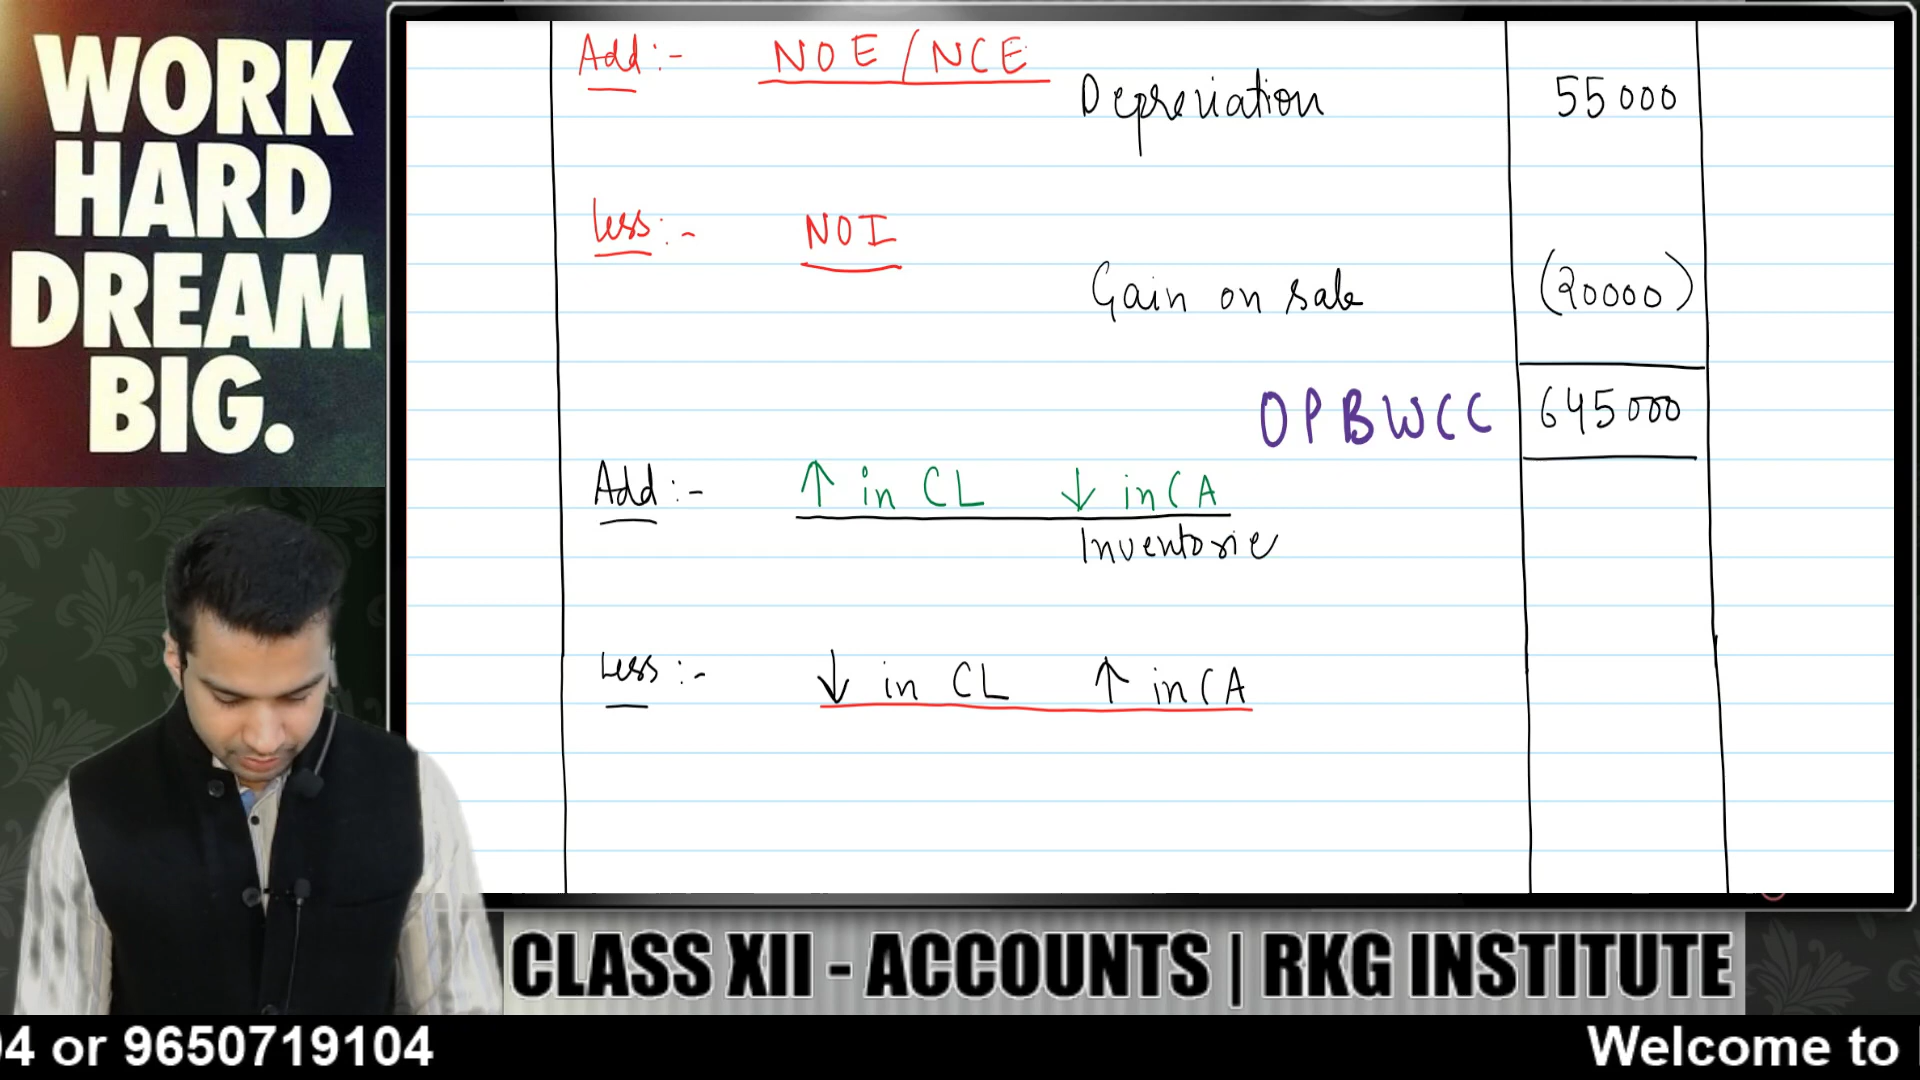 WORK
HARD
DREAM
BIG.
Add:- NOE/NCE
Depreciation 55000
Less:- NOI
Gain on sale (20000)
OPBWCC 645000
Add:- ↑ in CL ↓ in CA
Inventorie
Less:- ↓ in CL ↑ in CA
CLASS XII - ACCOUNTS | RKG INSTITUTE
04 or 9650719104 Welcome to